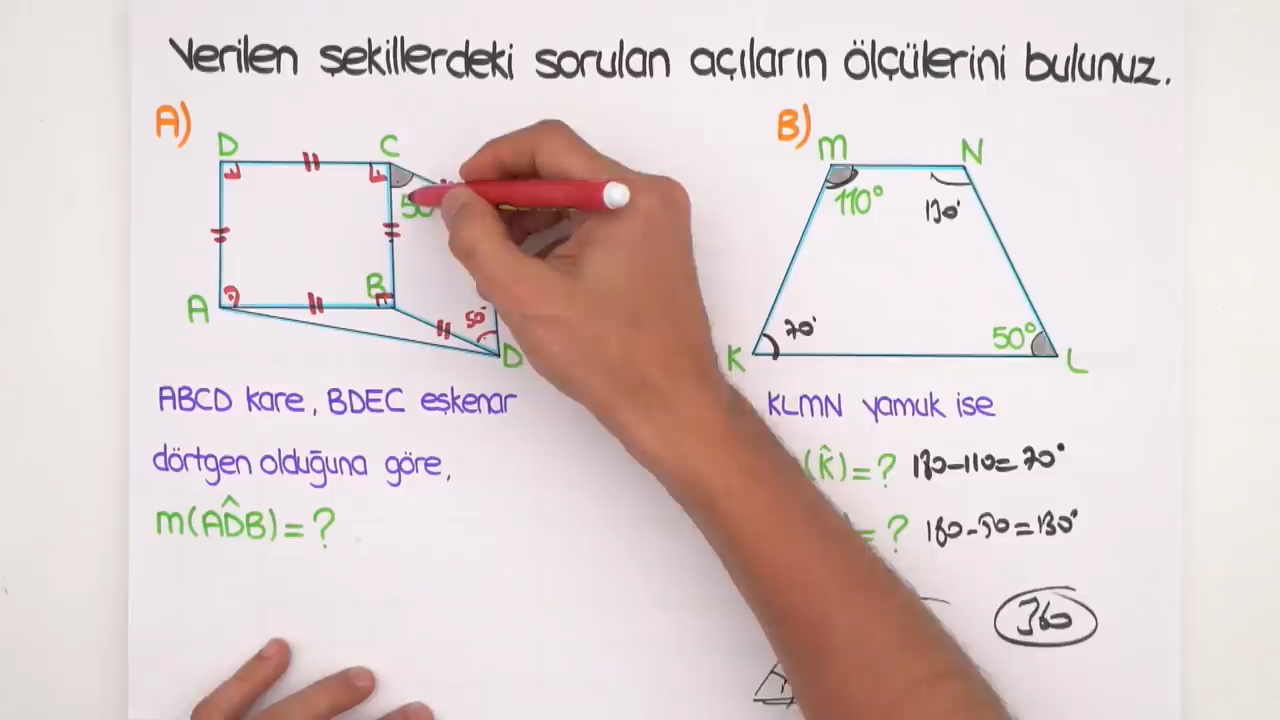 Verilen şekillerdeki sorulan açıların ölçülerini bulunuz.
A)
D C
50
A B
50°
D
ABCD kare, BDEC eşkenar
dörtgen olduğuna göre,
m(ADB) = ?
B)
M N
110° 130°
70° 50°
K L
KLMN yamuk ise
(K) = ? 180-110=70°
= ? 180-50=130°
360